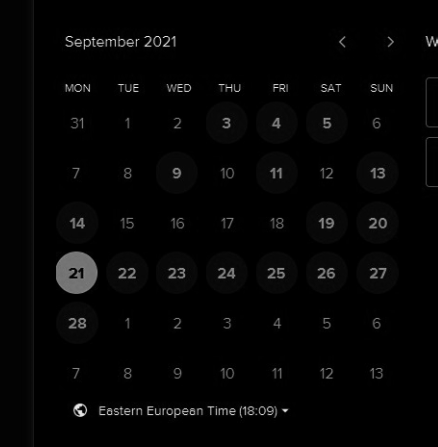 September 2021
W
MON TUE WED THU FRI SAT SUN
31 1 2 3 4 5 6
7 8 9 10 11 12 13
14 15 16 17 18 19 20
21 22 23 24 25 26 27
28 1 2 3 4 5 6
7 8 9 10 11 12 13
Eastern European Time (18:09)